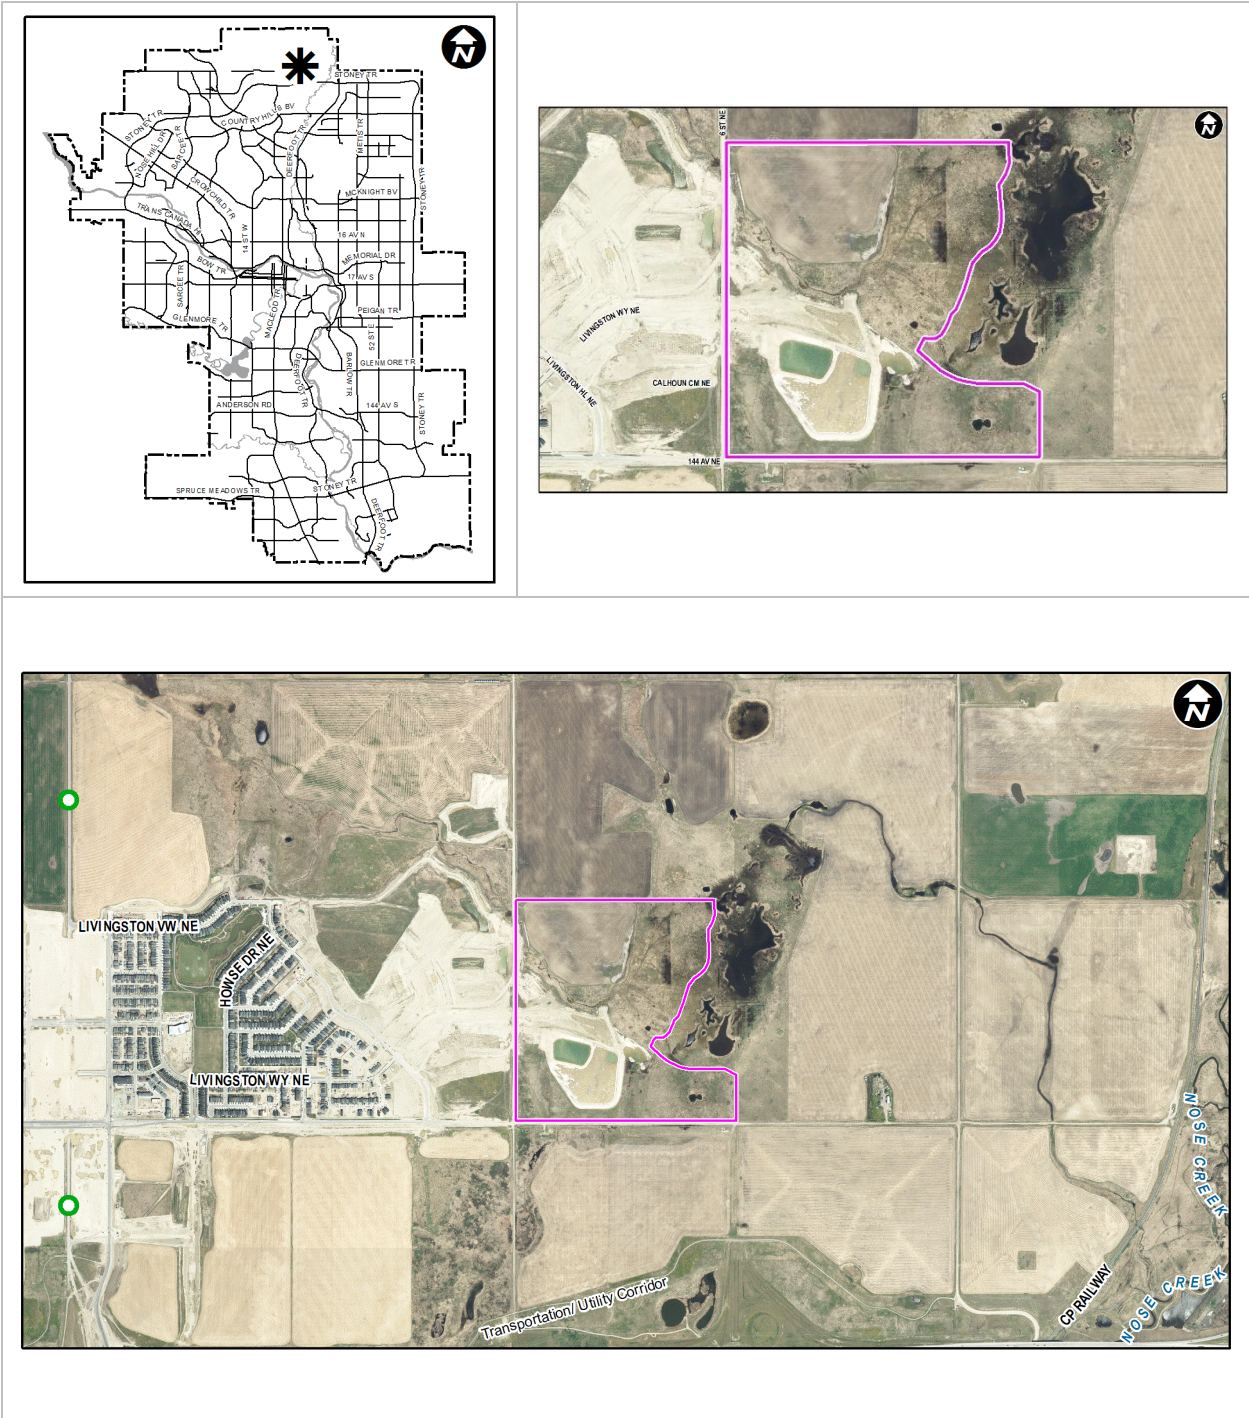 N
STONEY TR
COUNTRY HILLS BV
STONEY TR
NOSE HILL DR
SARCEE TR
DEERFOOT TR
METIS TR
CROWCHILD TR
MCKNIGHT BV
STONEY TR
TRANS CANADA HI
14 ST W
16 AV N
BOW TR
MEMORIAL DR
17 AV S
SARCEE TR
MACLEOD TR
PEIGAN TR
GLENMORE TR
52 ST E
DEERFOOT TR
BARLOW TR
GLENMORE TR
ANDERSON RD
144 AV S
STONEY TR
STONEY TR
SPRUCE MEADOWS TR
DEERFOOT TR
6 ST NE
N
LIVINGSTON WY NE
LIVINGSTON HL NE
CALHOUN CM NE
144 AV NE
N
LIVINGSTON VW NE
HOWSE DR NE
LIVINGSTON WY NE
NOSE CREEK
Transportation/ Utility Corridor
CP RAILWAY
NOSE CREEK